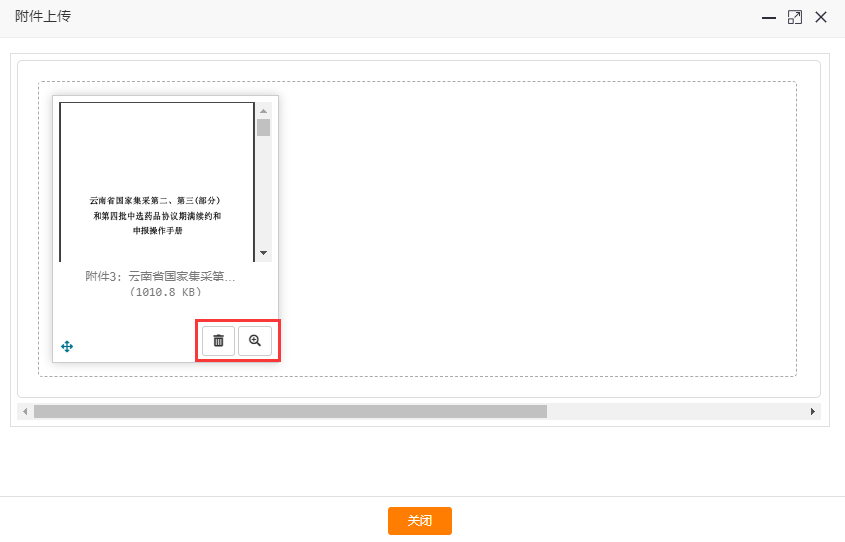 附件上传
云南省国家集采第二、第三(部分)
和第四批中选药品协议期满续约和
申报操作手册
附件3: 云南省国家集采第...
(1010.8 KB)
关闭